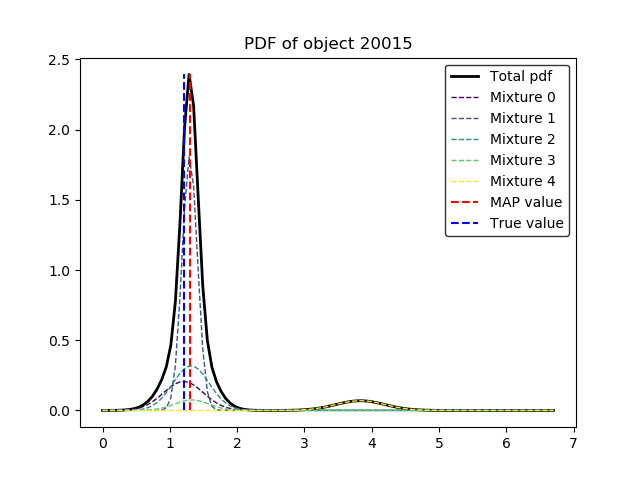 PDF of object 20015
2.5
2.0
1.5
1.0
0.5
0.0
Total pdf
Mixture 0
Mixture 1
Mixture 2
Mixture 3
Mixture 4
MAP value
True value
0 1 2 3 4 5 6 7